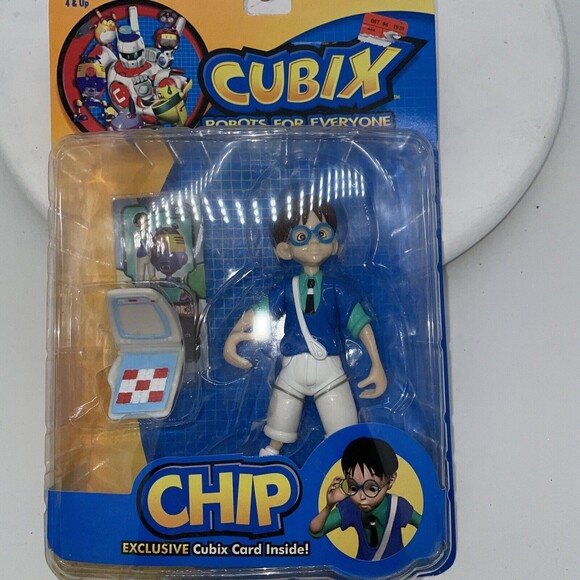 4 & Up
CUBIX
ROBOTS FOR EVERYONE
CHIP
EXCLUSIVE Cubix Card Inside!